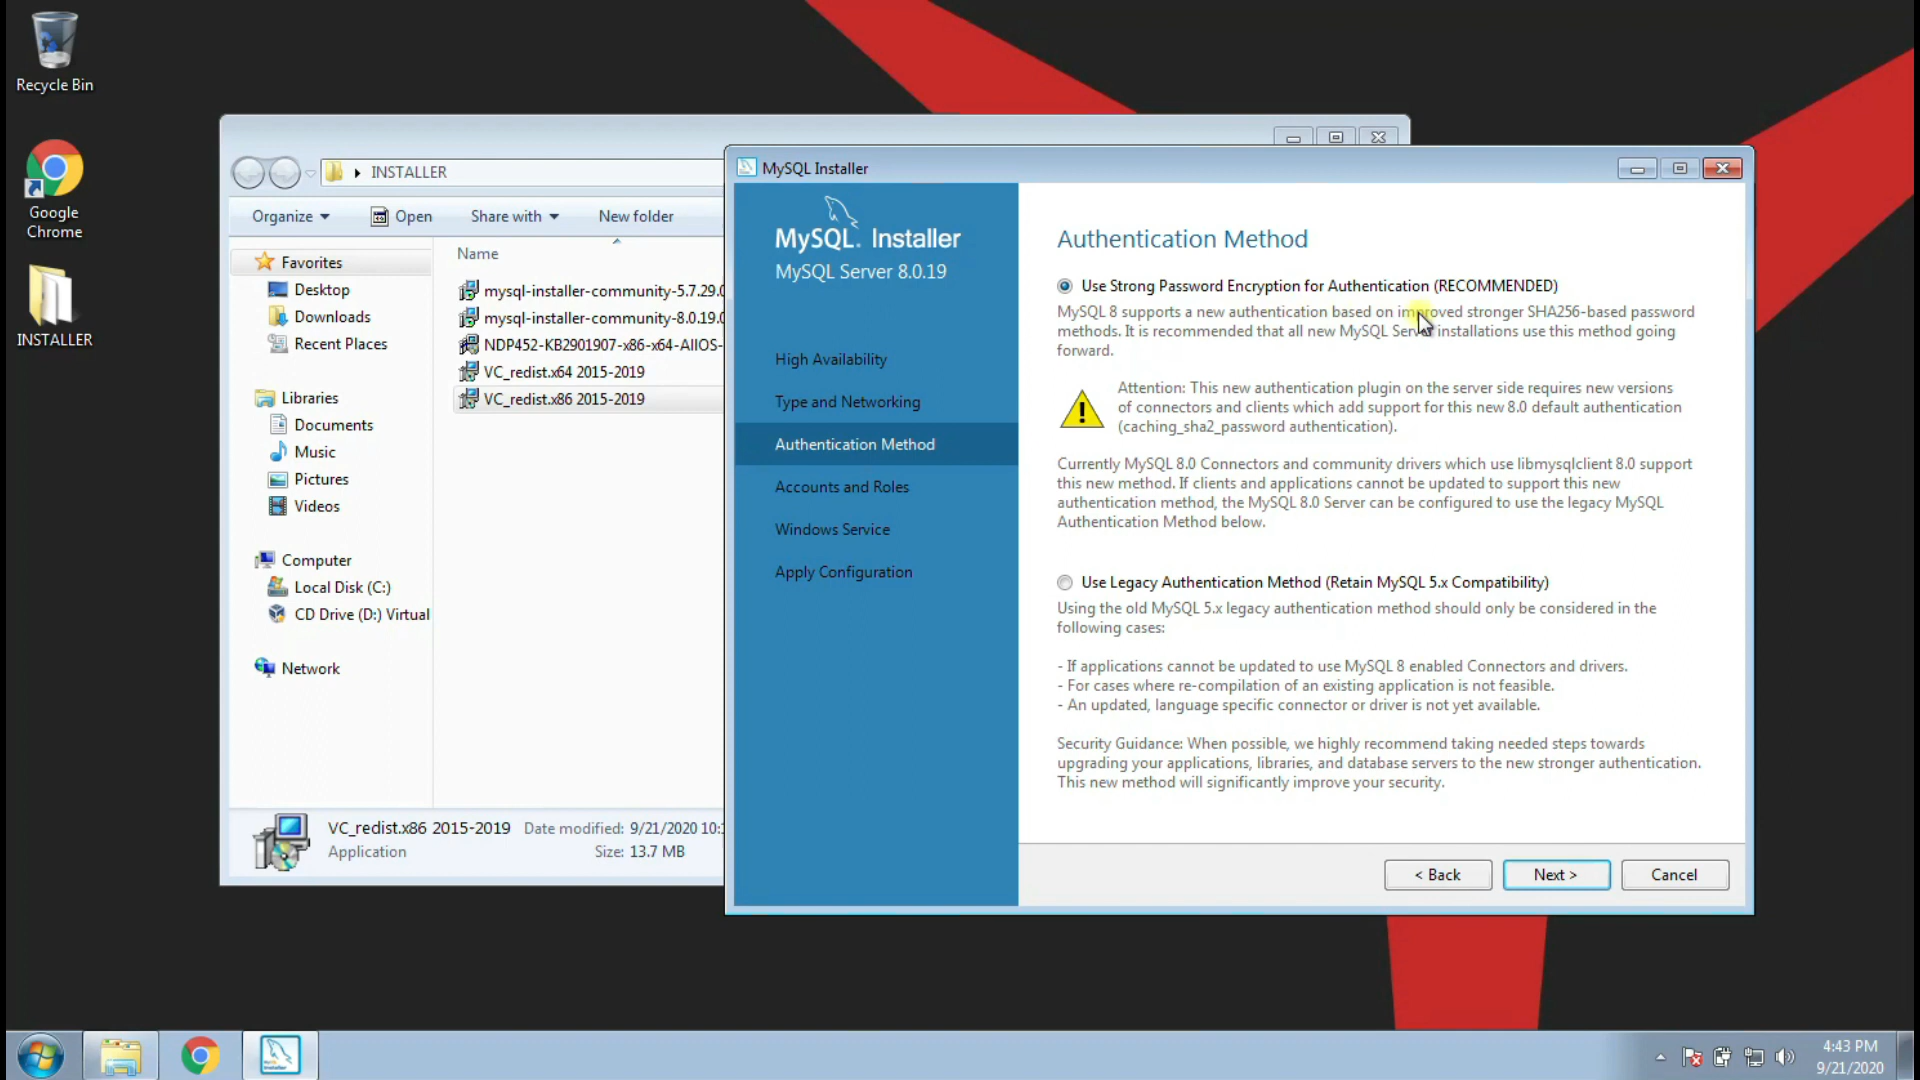 Recycle Bin
Google
Chrome
INSTALLER
INSTALLER
Organize
Open
Share with
New folder
Favorites
Desktop
Downloads
Recent Places
Libraries
Documents
Music
Pictures
Videos
Computer
Local Disk (C:)
CD Drive (D:) Virtual
Network
Name
mysql-installer-community-5.7.29.0
mysql-installer-community-8.0.19.0
NDP452-KB2901907-x86-x64-AllOS-
VC_redist.x64 2015-2019
VC_redist.x86 2015-2019
VC_redist.x86 2015-2019 Date modified: 9/21/2020 10:
Application Size: 13.7 MB
MySQL Installer
MySQL. Installer
MySQL Server 8.0.19
High Availability
Type and Networking
Authentication Method
Accounts and Roles
Windows Service
Apply Configuration
Authentication Method
Use Strong Password Encryption for Authentication (RECOMMENDED)
MySQL 8 supports a new authentication based on improved stronger SHA256-based password
methods. It is recommended that all new MySQL Server installations use this method going
forward.
Attention: This new authentication plugin on the server side requires new versions
of connectors and clients which add support for this new 8.0 default authentication
(caching_sha2_password authentication).
Currently MySQL 8.0 Connectors and community drivers which use libmysqlclient 8.0 support
this new method. If clients and applications cannot be updated to support this new
authentication method, the MySQL 8.0 Server can be configured to use the legacy MySQL
Authentication Method below.
Use Legacy Authentication Method (Retain MySQL 5.x Compatibility)
Using the old MySQL 5.x legacy authentication method should only be considered in the
following cases:
- If applications cannot be updated to use MySQL 8 enabled Connectors and drivers.
- For cases where re-compilation of an existing application is not feasible.
- An updated, language specific connector or driver is not yet available.
Security Guidance: When possible, we highly recommend taking needed steps towards
upgrading your applications, libraries, and database servers to the new stronger authentication.
This new method will significantly improve your security.
< Back
Next >
Cancel
4:43 PM
9/21/2020